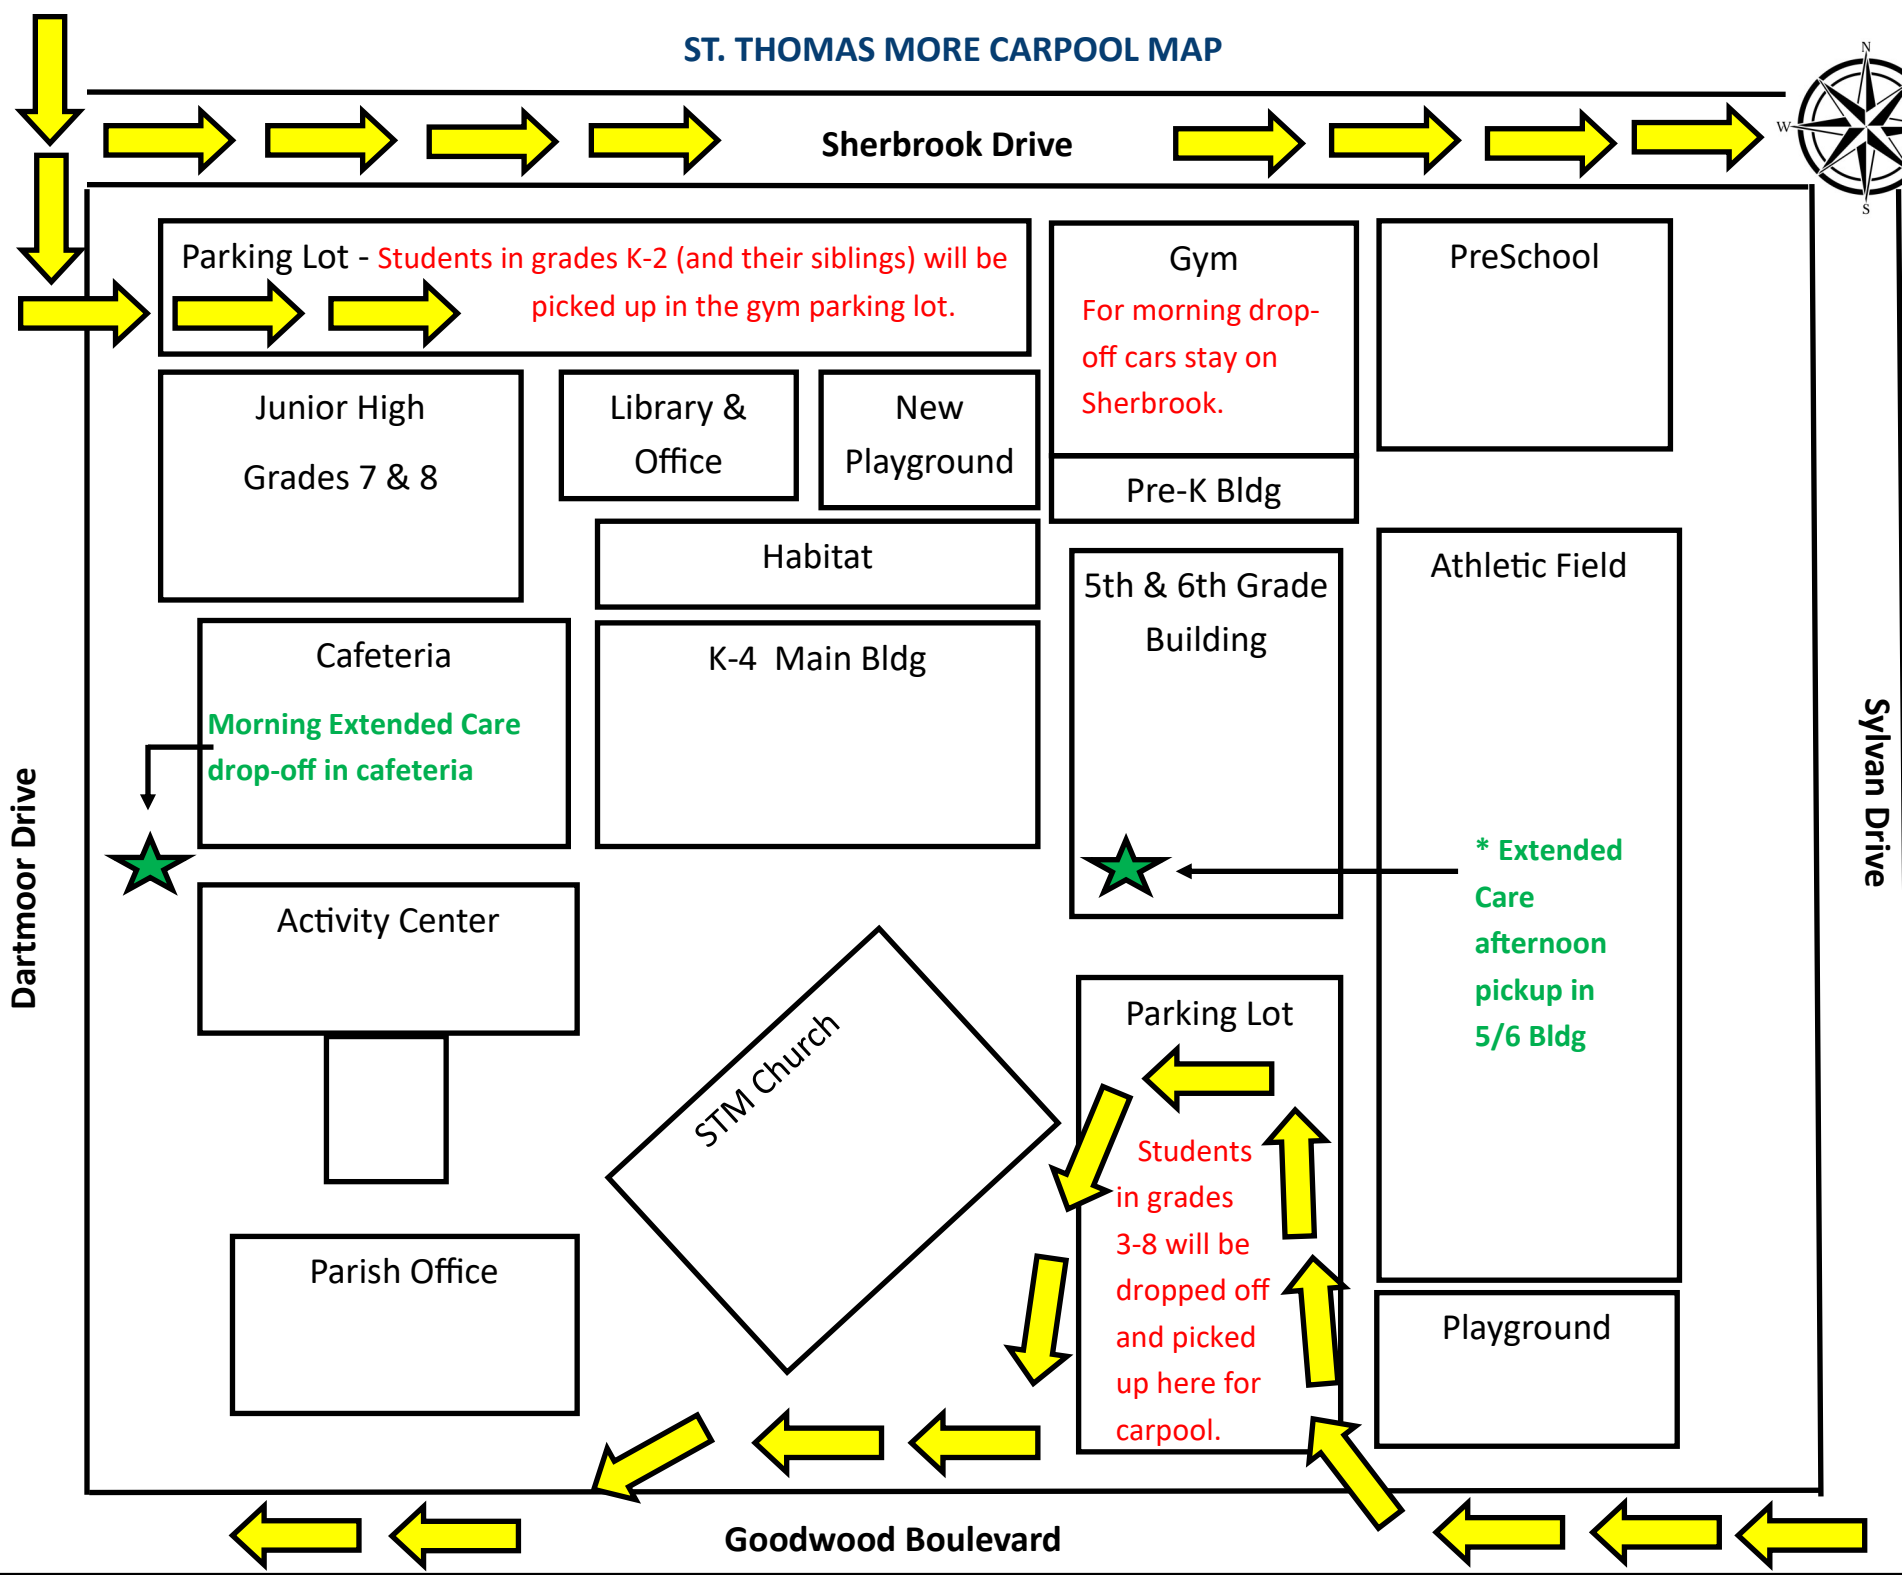 ST. THOMAS MORE CARPOOL MAP
N
W
S
Sherbrook Drive
Parking Lot - Students in grades K-2 (and their siblings) will be
picked up in the gym parking lot.
Gym
For morning drop-
off cars stay on
Sherbrook.
PreSchool
Junior High
Grades 7 & 8
Library &
Office
New
Playground
Pre-K Bldg
Habitat
5th & 6th Grade
Building
Athletic Field
Cafeteria
Morning Extended Care
drop-off in cafeteria
K-4  Main Bldg
Dartmoor Drive
Sylvan Drive
* Extended
Care
afternoon
pickup in
5/6 Bldg
Activity Center
STM Church
Parking Lot
Students
in grades
3-8 will be
dropped off
and picked
up here for
carpool.
Parish Office
Playground
Goodwood Boulevard